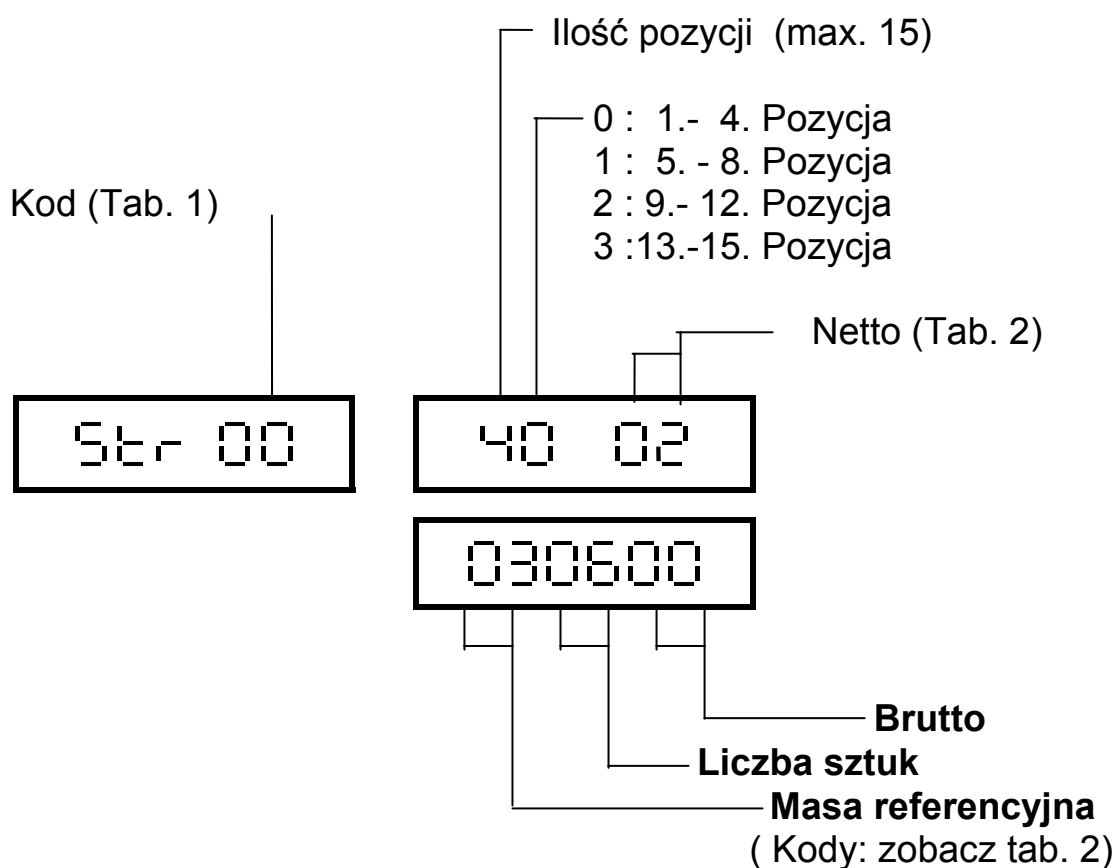 Ilość pozycji (max. 15)
0 : 1.- 4. Pozycja
1 : 5. - 8. Pozycja
2 : 9.- 12. Pozycja
3 :13.-15. Pozycja
Kod (Tab. 1)
Netto (Tab. 2)
Str 00
40 02
030600
Brutto
Liczba sztuk
Masa referencyjna
( Kody: zobacz tab. 2)